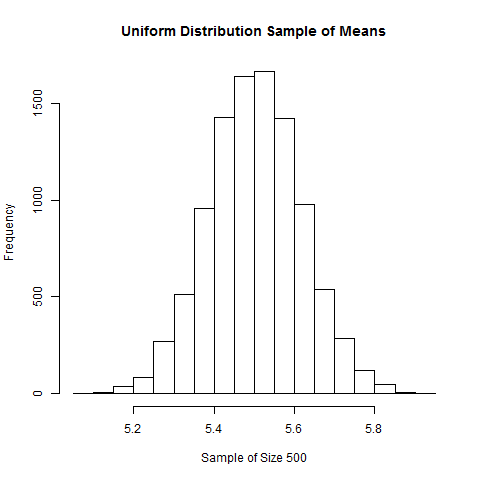 Uniform Distribution Sample of Means
Frequency
1500
1000
500
0
5.2 5.4 5.6 5.8
Sample of Size 500